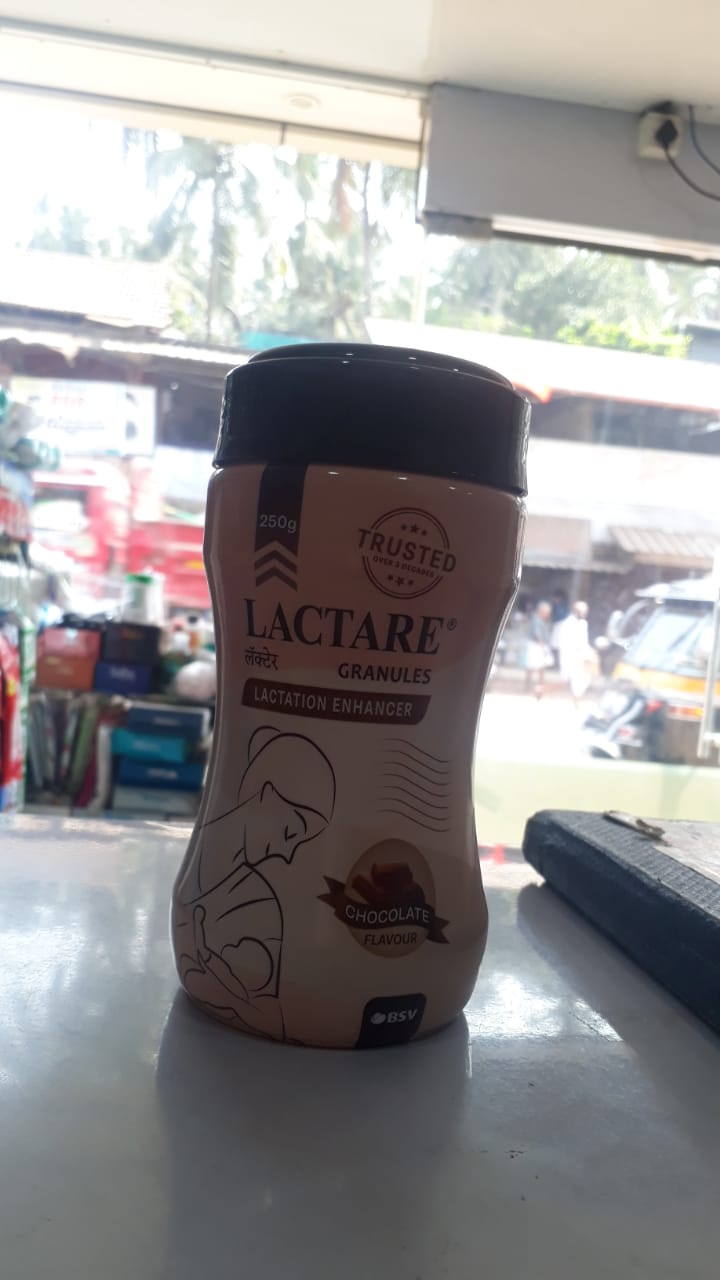 250g
TRUSTED
OVER 3 DECADES
LACTARE®
लॅक्टेर
GRANULES
LACTATION ENHANCER
CHOCOLATE
FLAVOUR
BSV